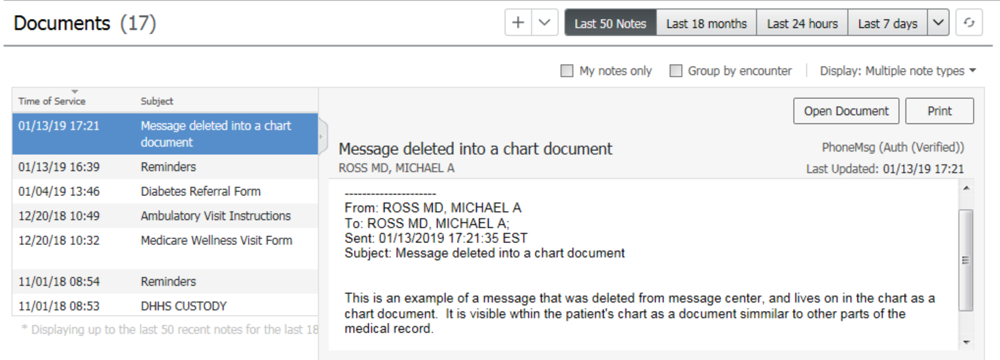 Documents (17)
Last 50 Notes Last 18 months Last 24 hours Last 7 days
My notes only Group by encounter Display: Multiple note types
Time of Service Subject
01/13/19 17:21 Message deleted into a chart
document
01/13/19 16:39 Reminders
01/04/19 13:46 Diabetes Referral Form
12/20/18 10:49 Ambulatory Visit Instructions
12/20/18 10:32 Medicare Wellness Visit Form
11/01/18 08:54 Reminders
11/01/18 08:53 DHHS CUSTODY
* Displaying up to the last 50 recent notes for the last 18
Open Document Print
Message deleted into a chart document PhoneMsg (Auth (Verified))
ROSS MD, MICHAEL A Last Updated: 01/13/19 17:21
---------------------
From: ROSS MD, MICHAEL A
To: ROSS MD, MICHAEL A;
Sent: 01/13/2019 17:21:35 EST
Subject: Message deleted into a chart document
This is an example of a message that was deleted from message center, and lives on in the chart as a
chart document.  It is visible wthin the patient's chart as a document simmilar to other parts of the
medical record.